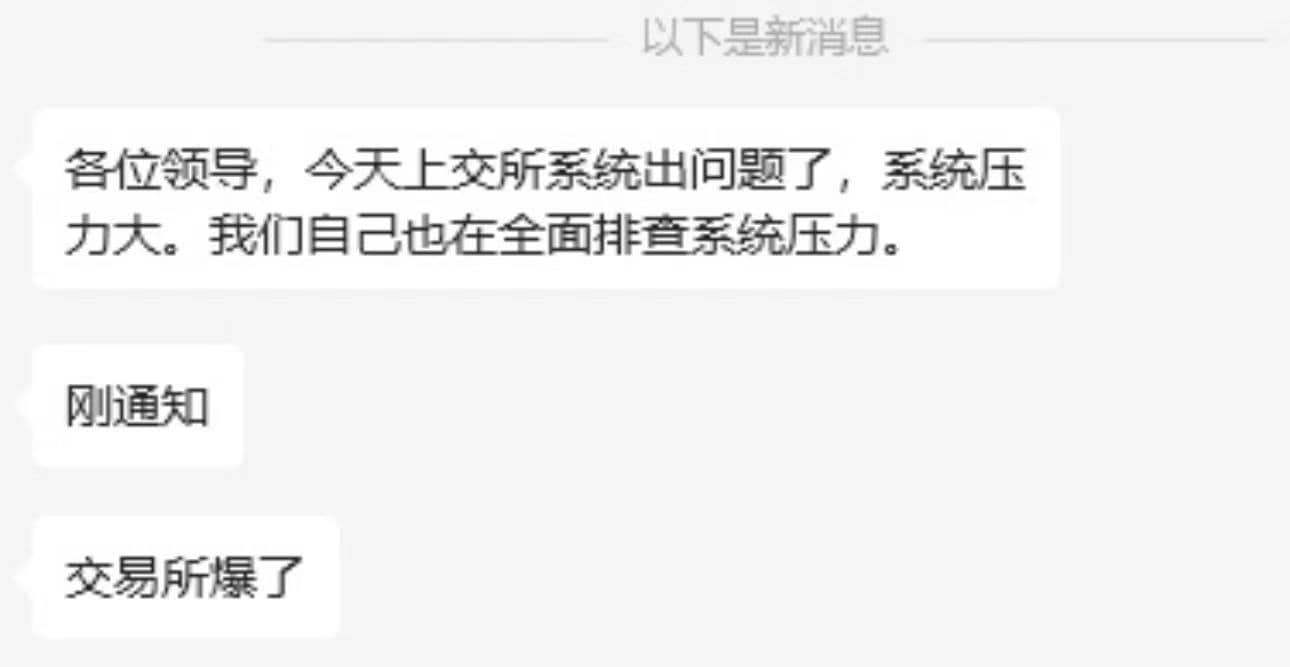 以下是新消息
各位领导，今天上交所系统出问题了，系统压
力大。我们自己也在全面排查系统压力。
刚通知
交易所爆了